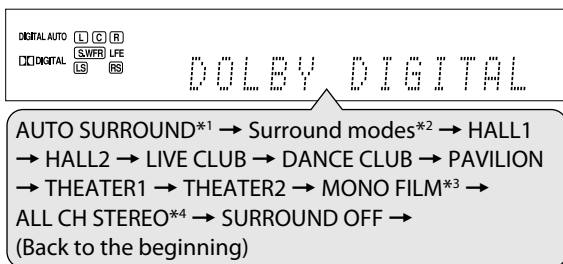 DIGITAL AUTO L C R
DIGITAL S.WFR LFE
LS RS
DOLBY DIGITAL
AUTO SURROUND*1 → Surround modes*2 → HALL1
→ HALL2 → LIVE CLUB → DANCE CLUB → PAVILION
→ THEATER1 → THEATER2 → MONO FILM*3 →
ALL CH STEREO*4 → SURROUND OFF →
(Back to the beginning)